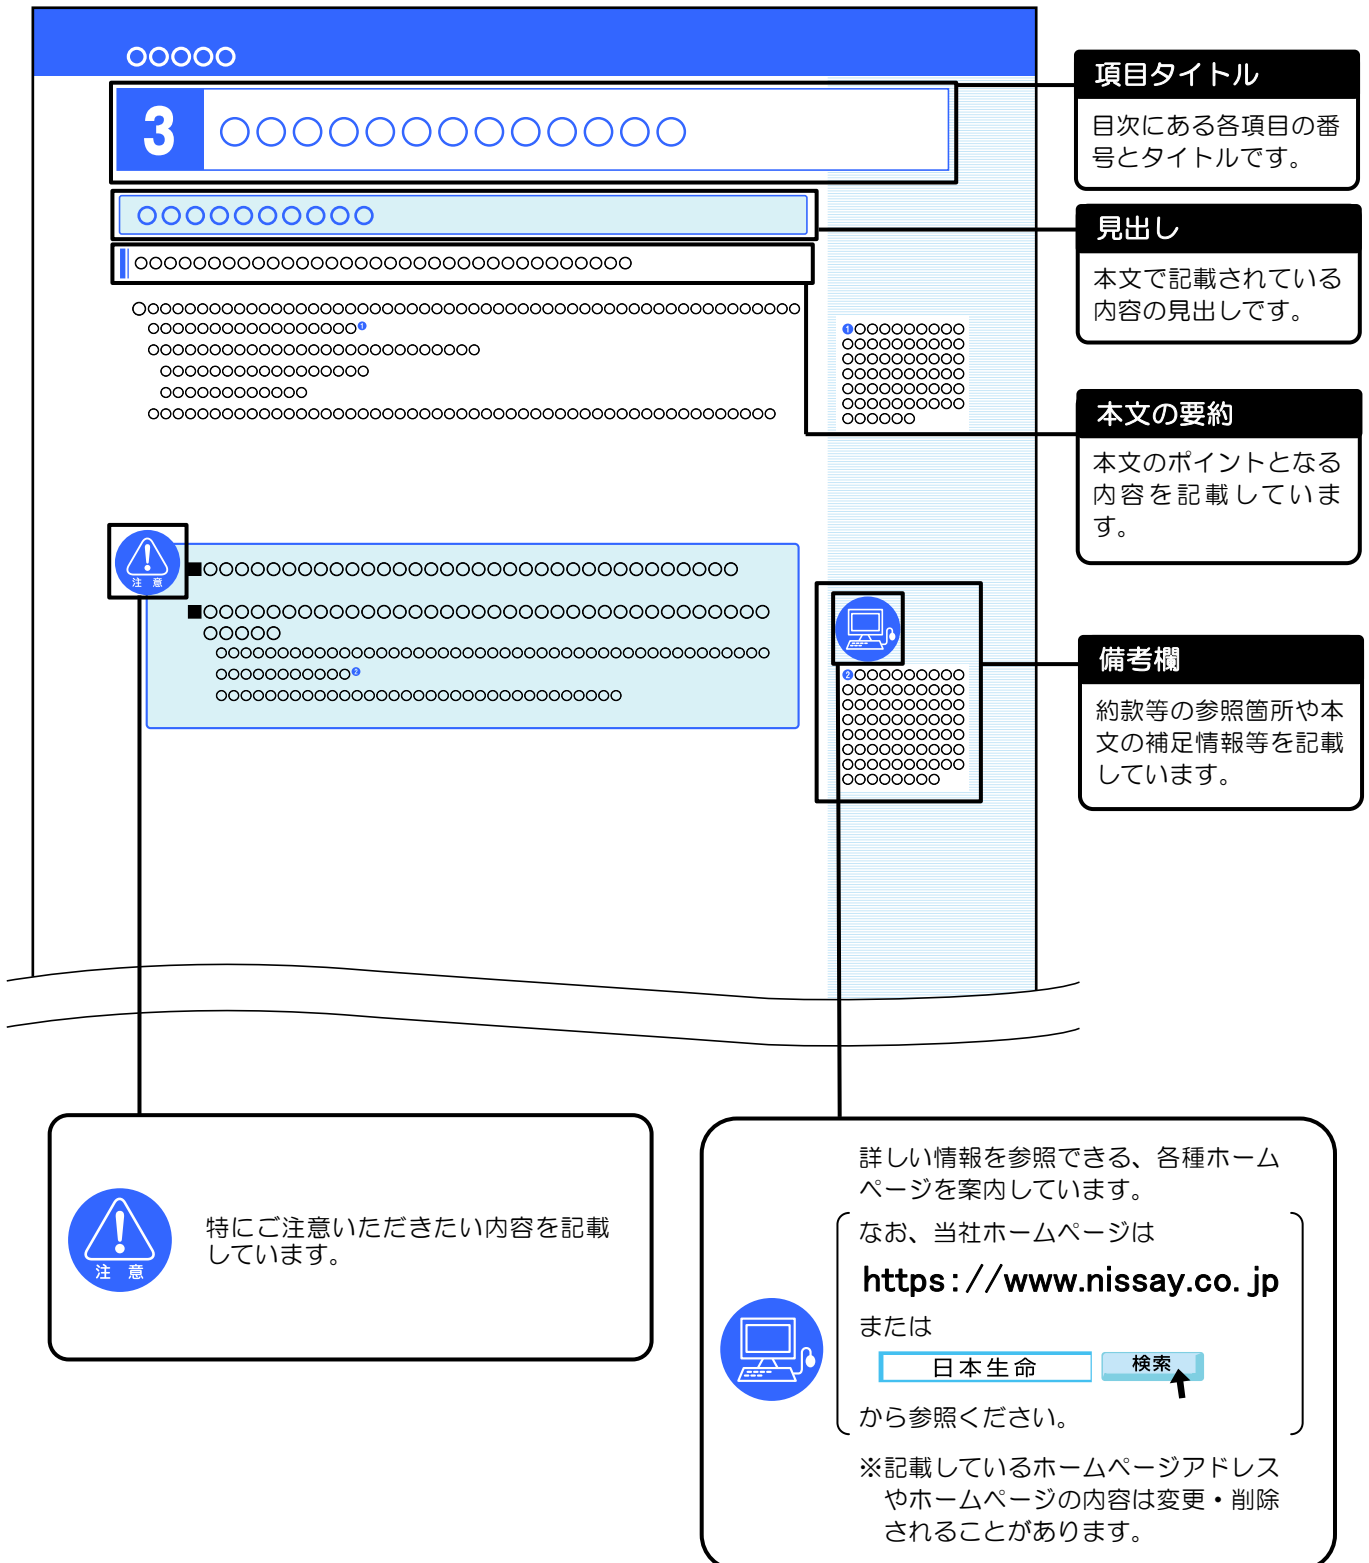 ○○○○○
3 ○○○○○○○○○○○○○
○○○○○○○○○○
○○○○○○○○○○○○○○○○○○○○○○○○○○○○○○○○○○
項目タイトル
目次にある各項目の番
号とタイトルです。
見出し
本文で記載されている
内容の見出しです。
本文の要約
本文のポイントとなる
内容を記載していま
す。
注 意
備考欄
約款等の参照箇所や本
文の補足情報等を記載
しています。
注 意
特にご注意いただきたい内容を記載
しています。
詳しい情報を参照できる、各種ホーム
ページを案内しています。
なお、当社ホームページは
https://www.nissay.co.jp
または
日本生命 検索
から参照ください。
※記載しているホームページアドレス
やホームページの内容は変更・削除
されることがあります。